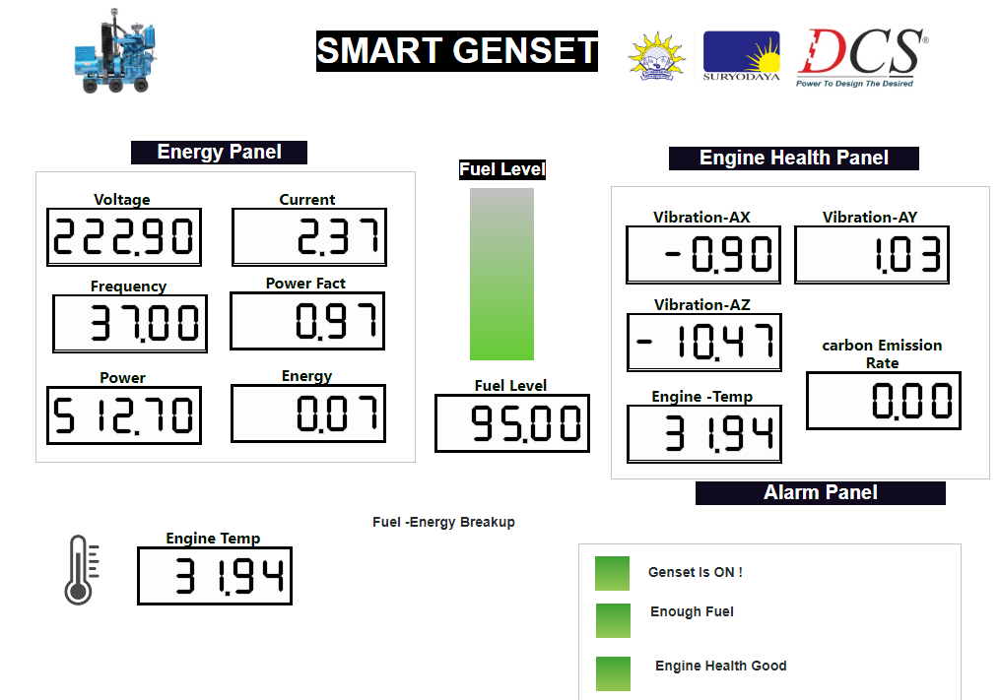 SMART GENSET
SURYODAYA
DCS®
Power To Design The Desired
Energy Panel
Voltage
222.90
Current
2.37
Frequency
37.00
Power Fact
0.97
Power
512.70
Energy
0.07
Fuel Level
Fuel Level
95.00
Engine Health Panel
Vibration-AX
-0.90
Vibration-AY
1.03
Vibration-AZ
- 10.47
carbon Emission
Rate
0.00
Engine -Temp
31.94
Engine Temp
31.94
Fuel -Energy Breakup
Alarm Panel
Genset Is ON !
Enough Fuel
Engine Health Good